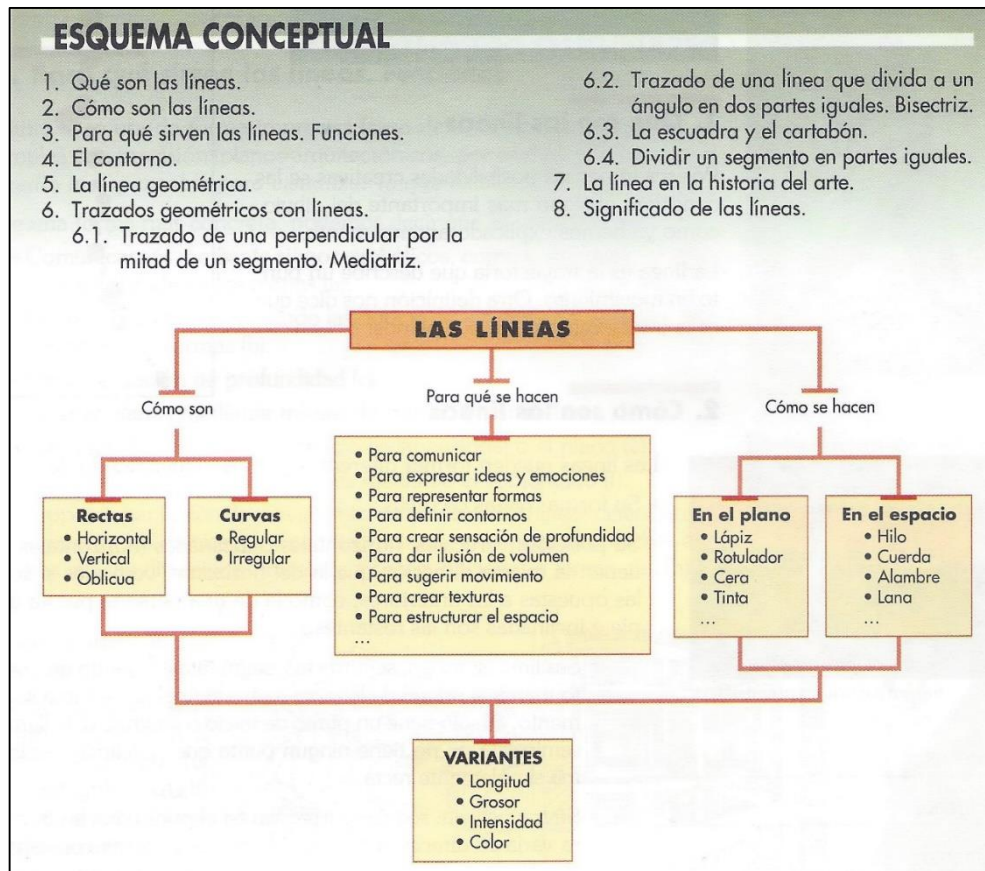 ESQUEMA CONCEPTUAL
1. Qué son las líneas.
2. Cómo son las líneas.
3. Para qué sirven las líneas. Funciones.
4. El contorno.
5. La línea geométrica.
6. Trazados geométricos con líneas.
6.1. Trazado de una perpendicular por la
mitad de un segmento. Mediatriz.
6.2. Trazado de una línea que divida a un
ángulo en dos partes iguales. Bisectriz.
6.3. La escuadra y el cartabón.
6.4. Dividir un segmento en partes iguales.
7. La línea en la historia del arte.
8. Significado de las líneas.
LAS LÍNEAS
Cómo son
Rectas
• Horizontal
• Vertical
• Oblicua
Curvas
• Regular
• Irregular
Para qué se hacen
• Para comunicar
• Para expresar ideas y emociones
• Para representar formas
• Para definir contornos
• Para crear sensación de profundidad
• Para dar ilusión de volumen
• Para sugerir movimiento
• Para crear texturas
• Para estructurar el espacio
...
Cómo se hacen
En el plano
• Lápiz
• Rotulador
• Cera
• Tinta
...
En el espacio
• Hilo
• Cuerda
• Alambre
• Lana
...
VARIANTES
• Longitud
• Grosor
• Intensidad
• Color